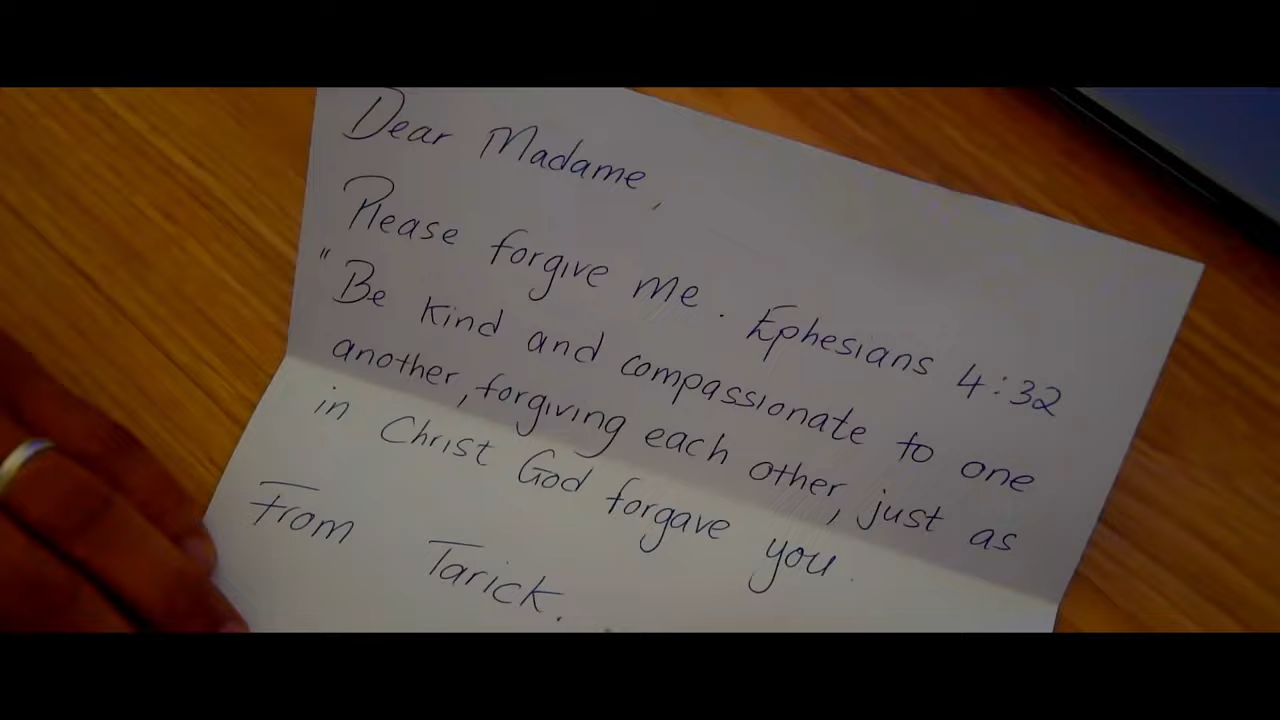 Dear Madame,
Please forgive me. Ephesians 4:32
"Be kind and compassionate to one
another, forgiving each other, just as
in Christ God forgave you.
From Tarick.